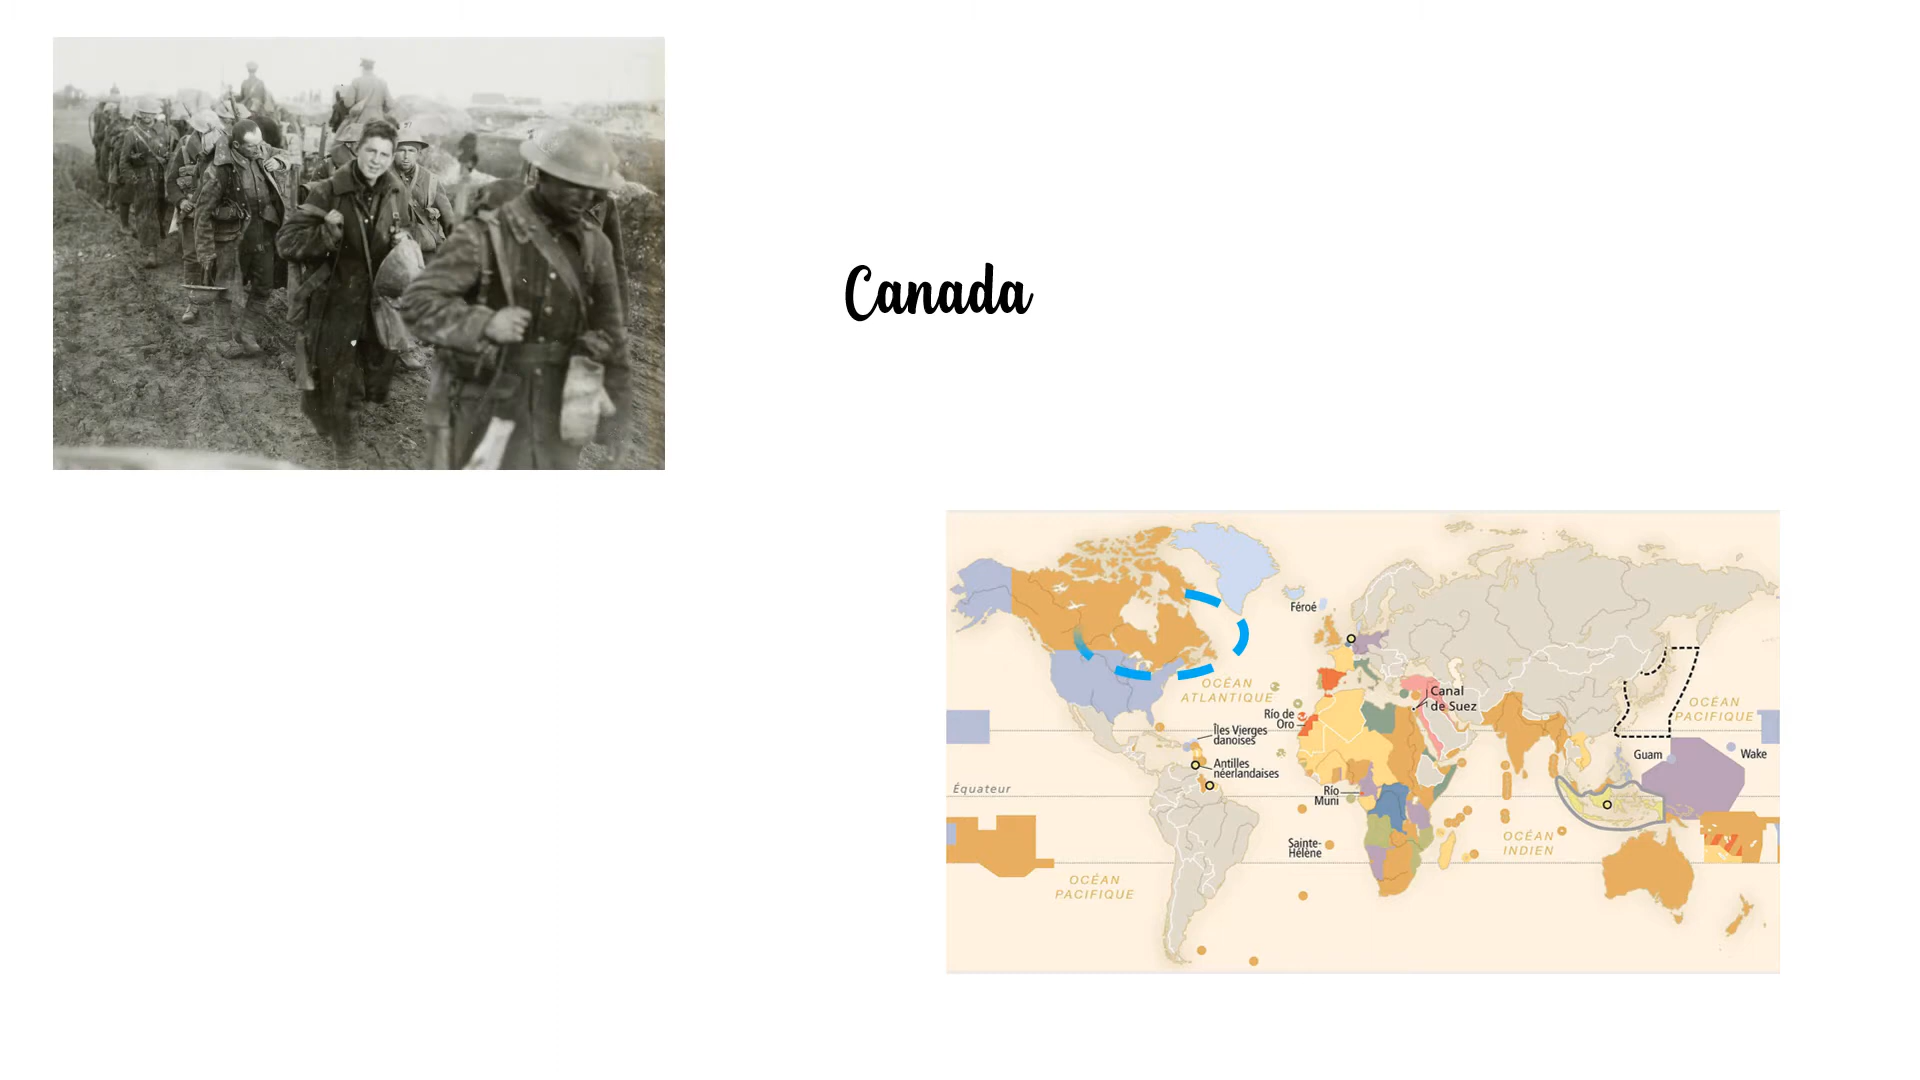 Canada
Féroé
OCÉAN
ATLANTIQUE
Canal
de Suez
OCÉAN
PACIFIQUE
Río de
Oro
Îles Vierges
danoises
Guam
Wake
Antilles
néerlandaises
Équateur
Río
Muni
OCÉAN
INDIEN
Sainte-
Hélène
OCÉAN
PACIFIQUE